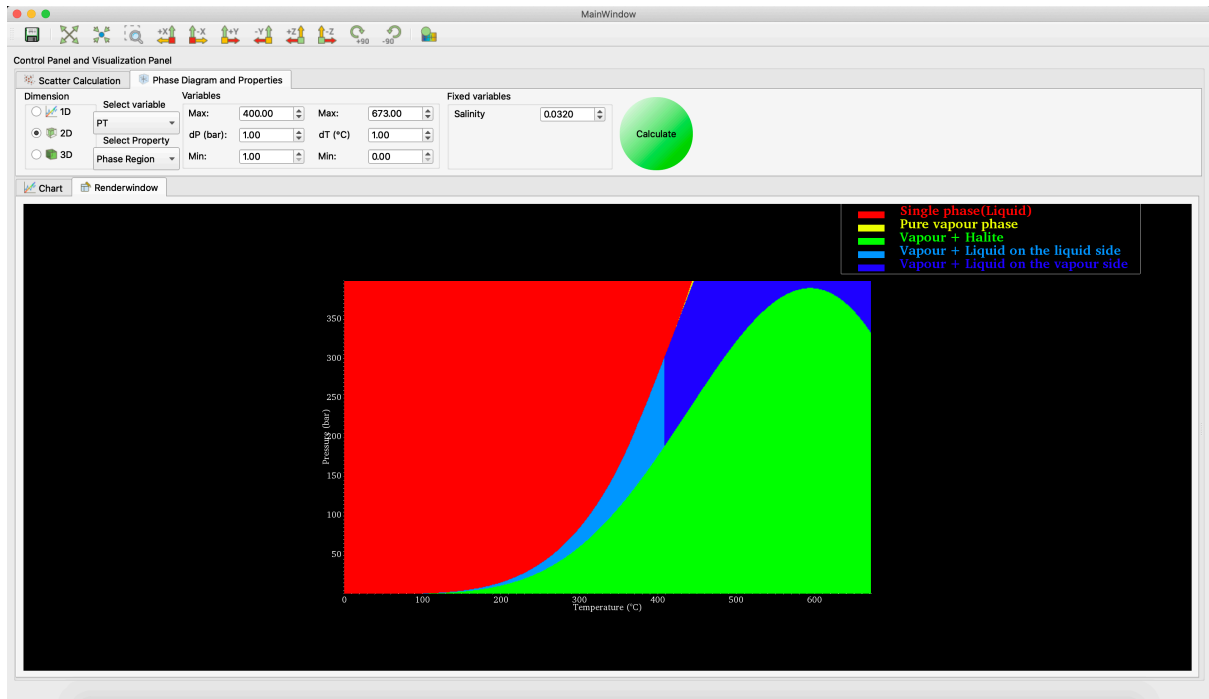 MainWindow
+X -X +Y -Y +Z -Z +90 -90
Control Panel and Visualization Panel
Scatter Calculation Phase Diagram and Properties
Dimension Variables Fixed variables
1D Select variable Max: 400.00 Max: 673.00 Salinity 0.0320
PT
2D dP (bar): 1.00 dT (°C) 1.00 Calculate
Select Property
3D Phase Region Min: 1.00 Min: 0.00
Chart Renderwindow
Single phase(Liquid)
Pure vapour phase
Vapour + Halite
Vapour + Liquid on the liquid side
Vapour + Liquid on the vapour side
350
300
250
200
150
100
50
Pressure (bar)
0 100 200 300 400 500 600
Temperature (°C)